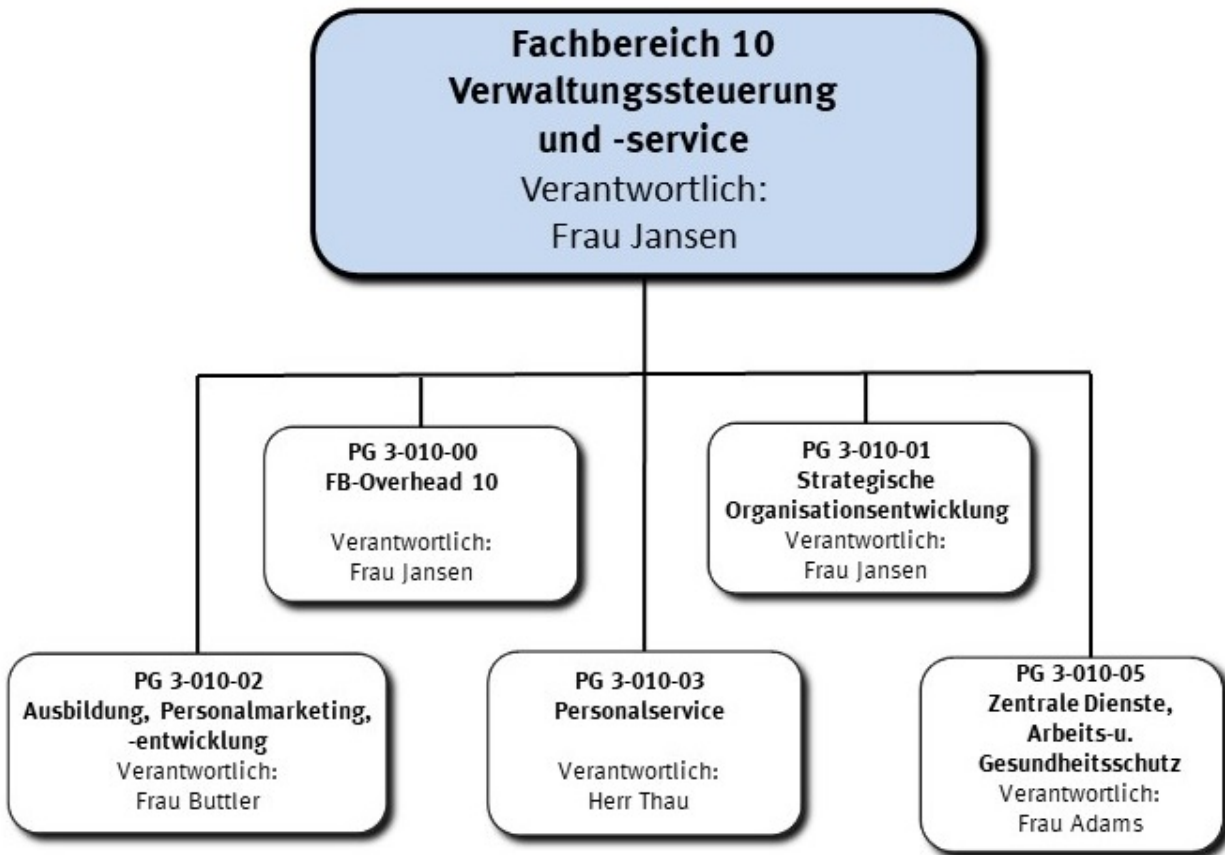 Fachbereich 10
Verwaltungssteuerung
und -service
Verantwortlich:
Frau Jansen
PG 3-010-00
FB-Overhead 10
Verantwortlich:
Frau Jansen
PG 3-010-01
Strategische
Organisationsentwicklung
Verantwortlich:
Frau Jansen
PG 3-010-02
Ausbildung, Personalmarketing,
-entwicklung
Verantwortlich:
Frau Buttler
PG 3-010-03
Personalservice
Verantwortlich:
Herr Thau
PG 3-010-05
Zentrale Dienste,
Arbeits-u.
Gesundheitsschutz
Verantwortlich:
Frau Adams